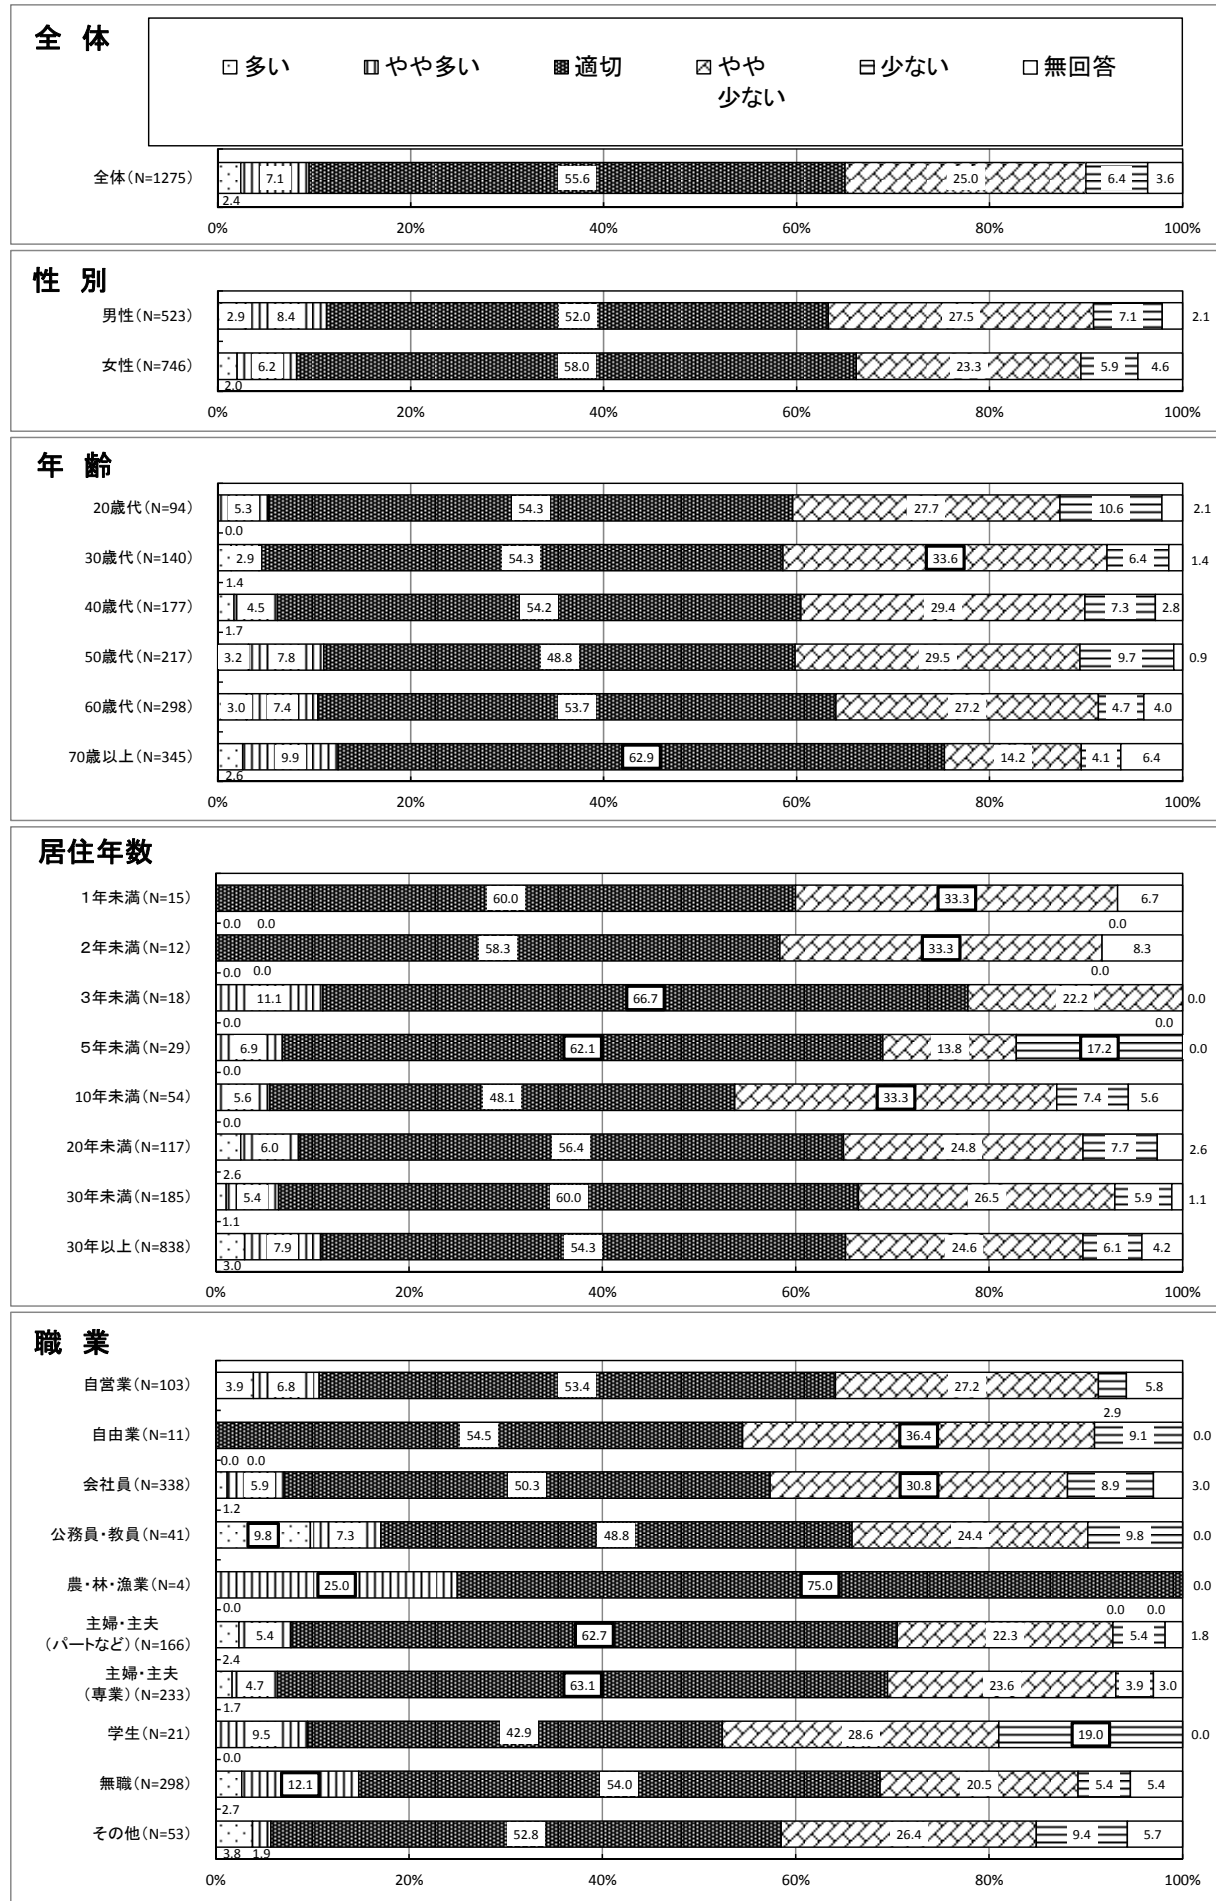 全 体
多い やや多い 適切 やや 少ない 無回答
少ない
全体(N=1275) 7.1 55.6 25.0 6.4 3.6
2.4
0% 20% 40% 60% 80% 100%
性 別
男性(N=523) 2.9 8.4 52.0 27.5 7.1 2.1
女性(N=746) 6.2 58.0 23.3 5.9 4.6
2.0
0% 20% 40% 60% 80% 100%
年 齢
20歳代(N=94) 5.3 54.3 27.7 10.6 2.1
0.0
30歳代(N=140) 2.9 54.3 33.6 6.4 1.4
1.4
40歳代(N=177) 4.5 54.2 29.4 7.3 2.8
1.7
50歳代(N=217) 3.2 7.8 48.8 29.5 9.7 0.9
60歳代(N=298) 3.0 7.4 53.7 27.2 4.7 4.0
70歳以上(N=345) 9.9 62.9 14.2 4.1 6.4
2.6
0% 20% 40% 60% 80% 100%
居住年数
1年未満(N=15) 60.0 33.3 6.7
0.0 0.0 0.0
2年未満(N=12) 58.3 33.3 8.3
0.0 0.0 0.0
3年未満(N=18) 11.1 66.7 22.2 0.0
0.0 0.0
5年未満(N=29) 6.9 62.1 13.8 17.2 0.0
0.0
10年未満(N=54) 5.6 48.1 33.3 7.4 5.6
0.0
20年未満(N=117) 6.0 56.4 24.8 7.7 2.6
2.6
30年未満(N=185) 5.4 60.0 26.5 5.9 1.1
1.1
30年以上(N=838) 7.9 54.3 24.6 6.1 4.2
3.0
0% 20% 40% 60% 80% 100%
職 業
自営業(N=103) 3.9 6.8 53.4 27.2 5.8
2.9
自由業(N=11) 54.5 36.4 9.1 0.0
0.0 0.0
会社員(N=338) 5.9 50.3 30.8 8.9 3.0
1.2
公務員・教員(N=41) 9.8 7.3 48.8 24.4 9.8 0.0
農・林・漁業(N=4) 25.0 75.0 0.0
0.0 0.0 0.0
主婦・主夫
(パートなど)(N=166) 5.4 62.7 22.3 5.4 1.8
2.4
主婦・主夫
(専業)(N=233) 4.7 63.1 23.6 3.9 3.0
1.7
学生(N=21) 9.5 42.9 28.6 19.0 0.0
0.0
無職(N=298) 12.1 54.0 20.5 5.4 5.4
2.7
その他(N=53) 52.8 26.4 9.4 5.7
3.8 1.9
0% 20% 40% 60% 80% 100%